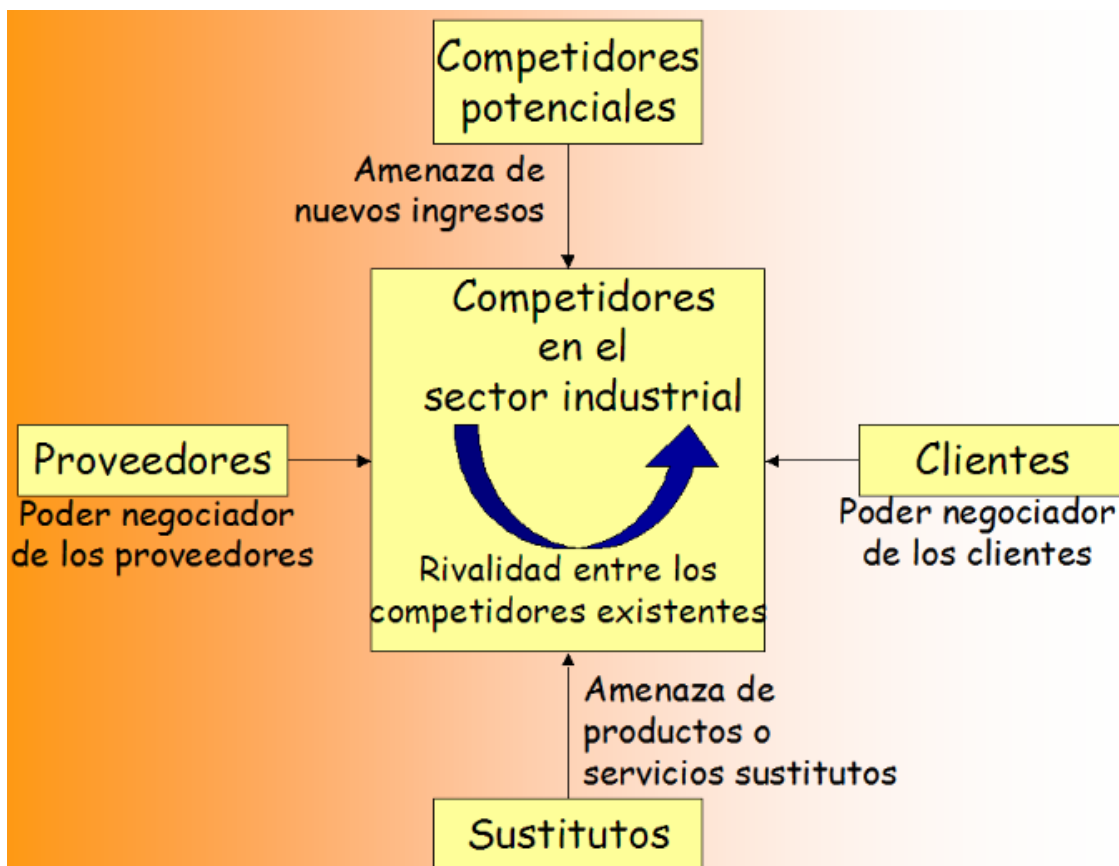 Competidores
potenciales
Amenaza de
nuevos ingresos
Competidores
en el
sector industrial
Proveedores
Poder negociador
de los proveedores
Clientes
Poder negociador
de los clientes
Rivalidad entre los
competidores existentes
Amenaza de
productos o
servicios sustitutos
Sustitutos